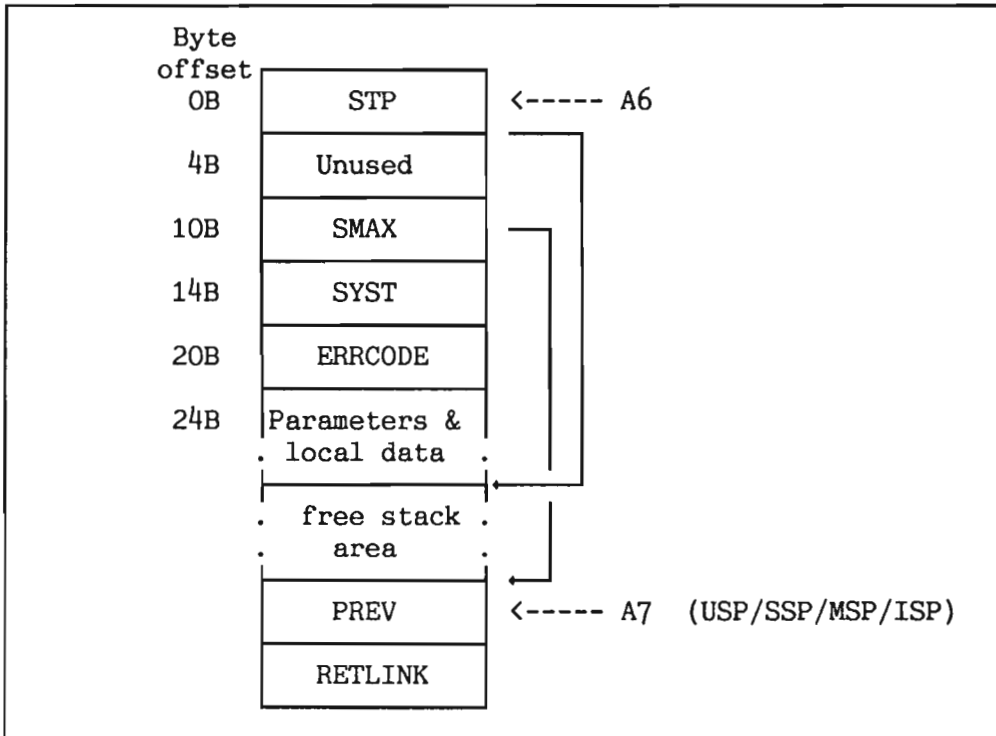 Byte
offset
0B STP <----- A6
4B Unused
10B SMAX
14B SYST
20B ERRCODE
24B Parameters &
. local data .
. free stack .
. area .
PREV <----- A7 (USP/SSP/MSP/ISP)
RETLINK